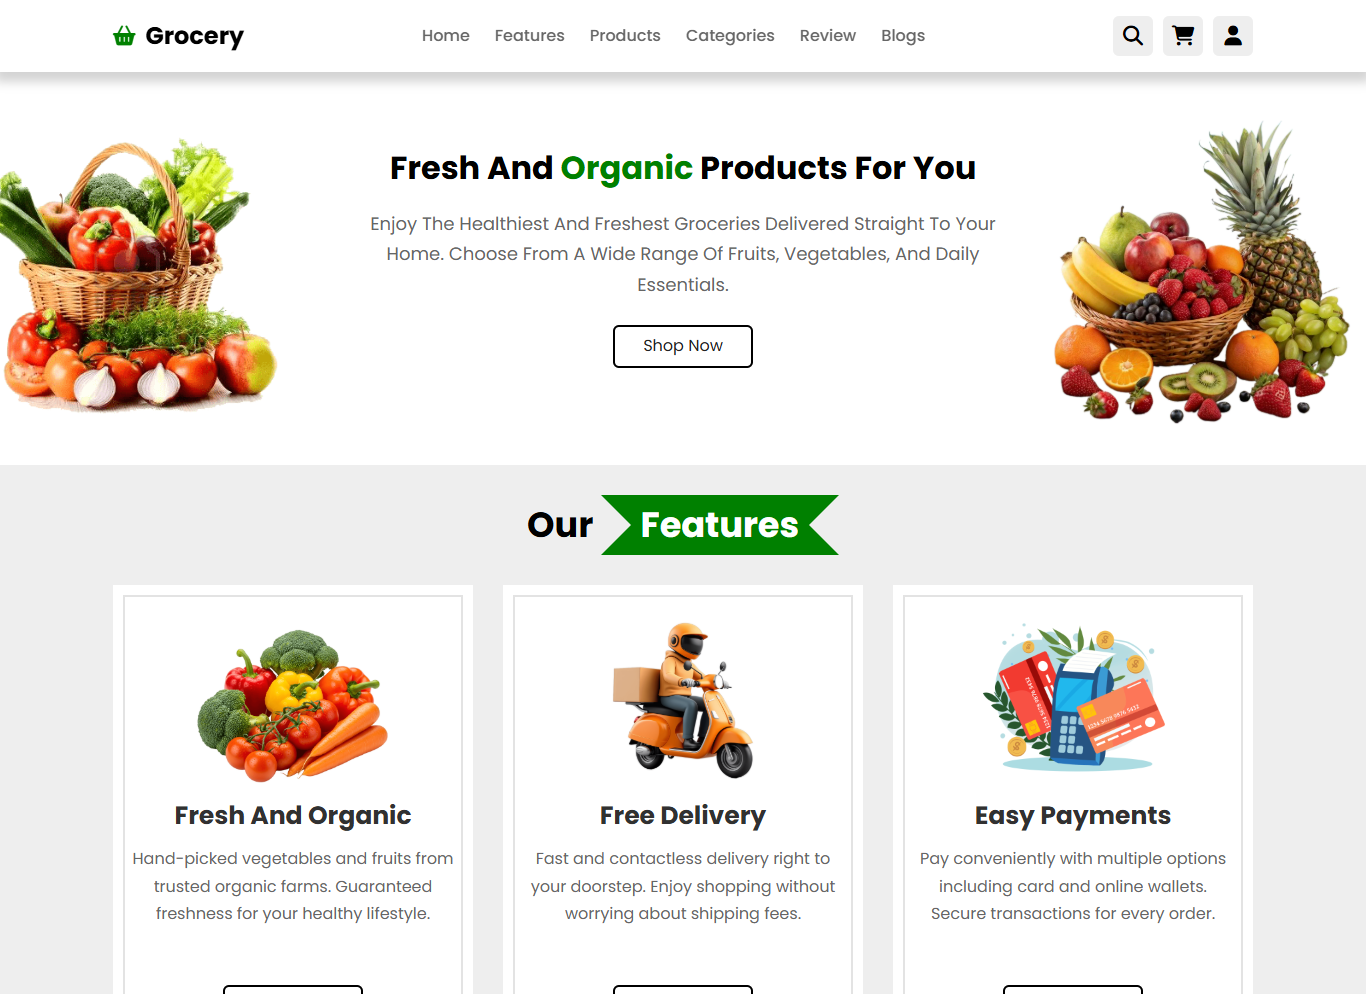 Grocery
Home Features Products Categories Review Blogs
Fresh And Organic Products For You
Enjoy The Healthiest And Freshest Groceries Delivered Straight To Your
Home. Choose From A Wide Range Of Fruits, Vegetables, And Daily
Essentials.
Shop Now
Our Features
Fresh And Organic
Hand-picked vegetables and fruits from
trusted organic farms. Guaranteed
freshness for your healthy lifestyle.
Free Delivery
Fast and contactless delivery right to
your doorstep. Enjoy shopping without
worrying about shipping fees.
Easy Payments
Pay conveniently with multiple options
including card and online wallets.
Secure transactions for every order.